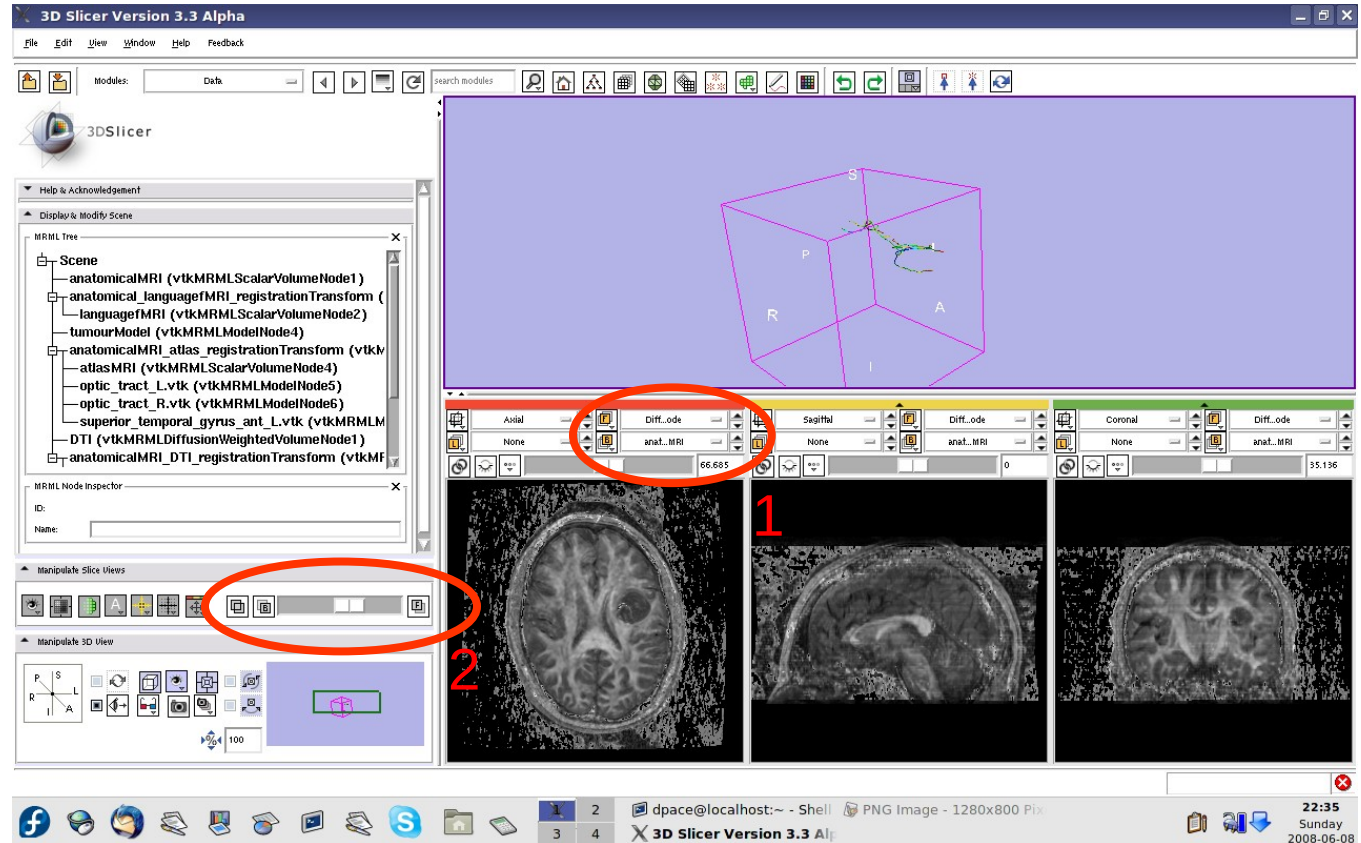 3D Slicer Version 3.3 Alpha
File Edit View Window Help Feedback
Modules: Data search modules
3DSlicer
Help & Acknowledgement
Display & Modify Scene
MRML Tree
Scene
anatomicalMRI (vtkMRMLScalarVolumeNode1)
anatomical_languagefMRI_registrationTransform (
languagefMRI (vtkMRMLScalarVolumeNode2)
tumourModel (vtkMRMLModelNode4)
anatomicalMRI_atlas_registrationTransform (vtkM
atlasMRI (vtkMRMLScalarVolumeNode4)
optic_tract_L.vtk (vtkMRMLModelNode5)
optic_tract_R.vtk (vtkMRMLModelNode6)
superior_temporal_gyrus_ant_L.vtk (vtkMRMLM
DTI (vtkMRMLDiffusionWeightedVolumeNode1)
anatomicalMRI_DTI_registrationTransform (vtkMF
MRML Node Inspector
ID:
Name:
Manipulate Slice Views
A B F
2
Manipulate 3D View
P S
R L
I A
% 100
S
P
R A
I
Axial F Diff...ode
L None B anat...MRI
66.685
Sagittal F Diff...ode
L None B anat...MRI
0
Coronal F Diff...ode
L None B anat...MRI
35.136
1
1 2
3 4
dpace@localhost:~ - Shell
PNG Image - 1280x800 Pix
3D Slicer Version 3.3 Alp
22:35
Sunday
2008-06-08